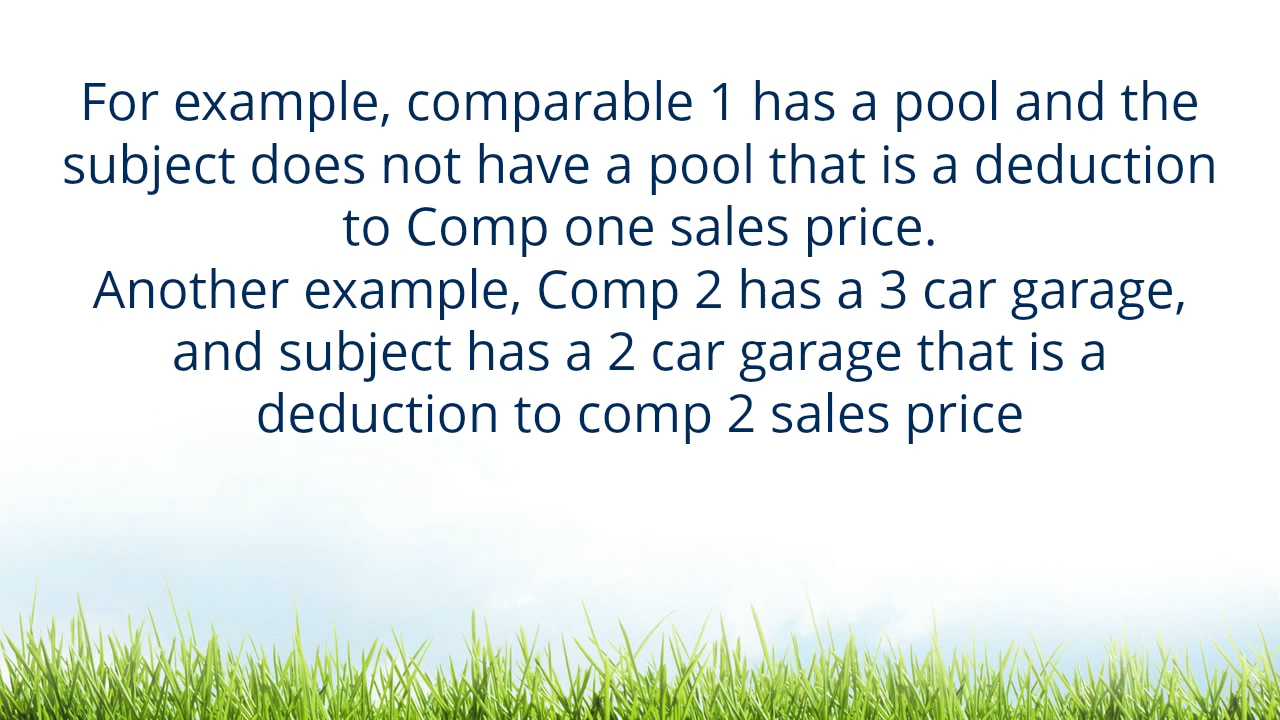 For example, comparable 1 has a pool and the
subject does not have a pool that is a deduction
to Comp one sales price.
Another example, Comp 2 has a 3 car garage,
and subject has a 2 car garage that is a
deduction to comp 2 sales price